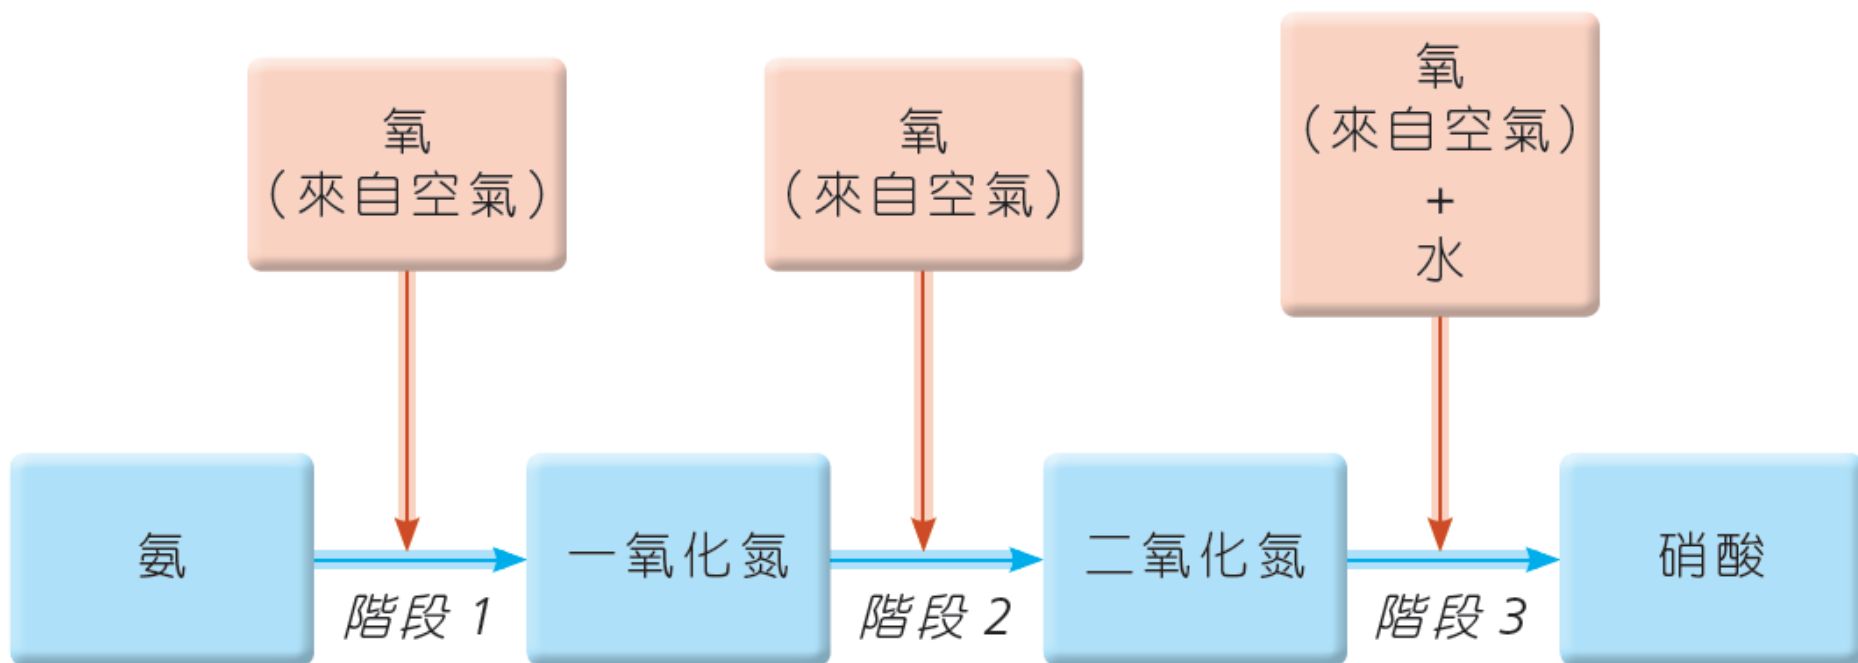 氧
（來自空氣）
氧
（來自空氣）
氧
（來自空氣）
+
水
氨
階段 1
一氧化氮
階段 2
二氧化氮
階段 3
硝酸